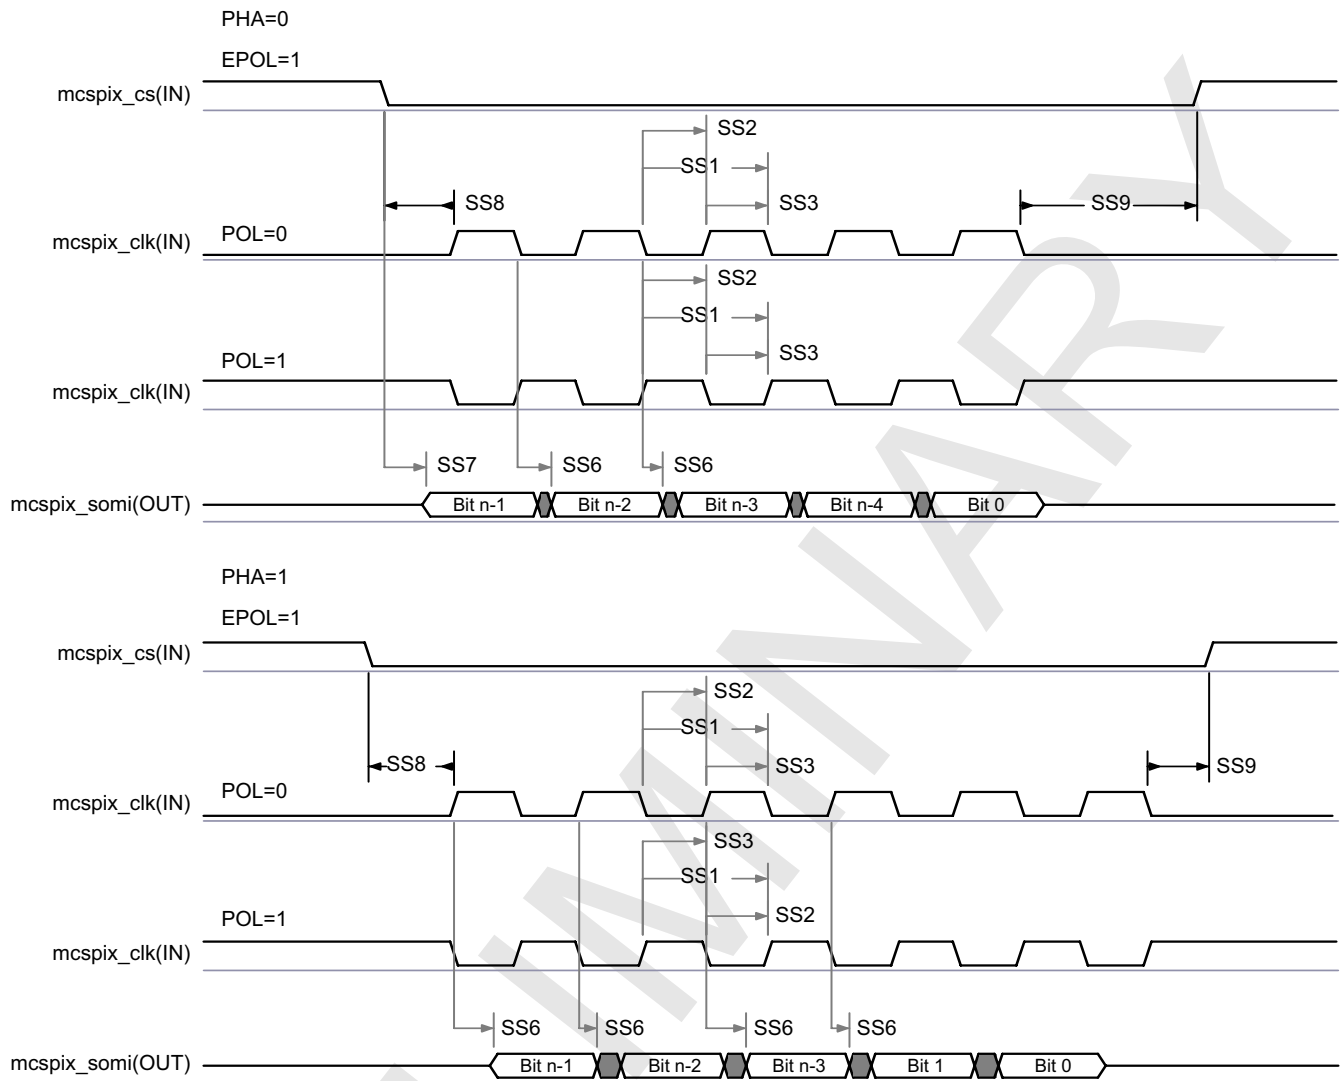 PHA=0
EPOL=1
mcspix_cs(IN)
SS2
SS1
SS8
SS3
SS9
POL=0
mcspix_clk(IN)
SS2
SS1
SS3
POL=1
mcspix_clk(IN)
SS7
SS6
SS6
mcspix_somi(OUT)
Bit n-1
Bit n-2
Bit n-3
Bit n-4
Bit 0
PHA=1
EPOL=1
mcspix_cs(IN)
SS2
SS1
SS8
SS3
SS9
POL=0
mcspix_clk(IN)
SS3
SS1
SS2
POL=1
mcspix_clk(IN)
SS6
SS6
SS6
SS6
mcspix_somi(OUT)
Bit n-1
Bit n-2
Bit n-3
Bit 1
Bit 0
IMINARY